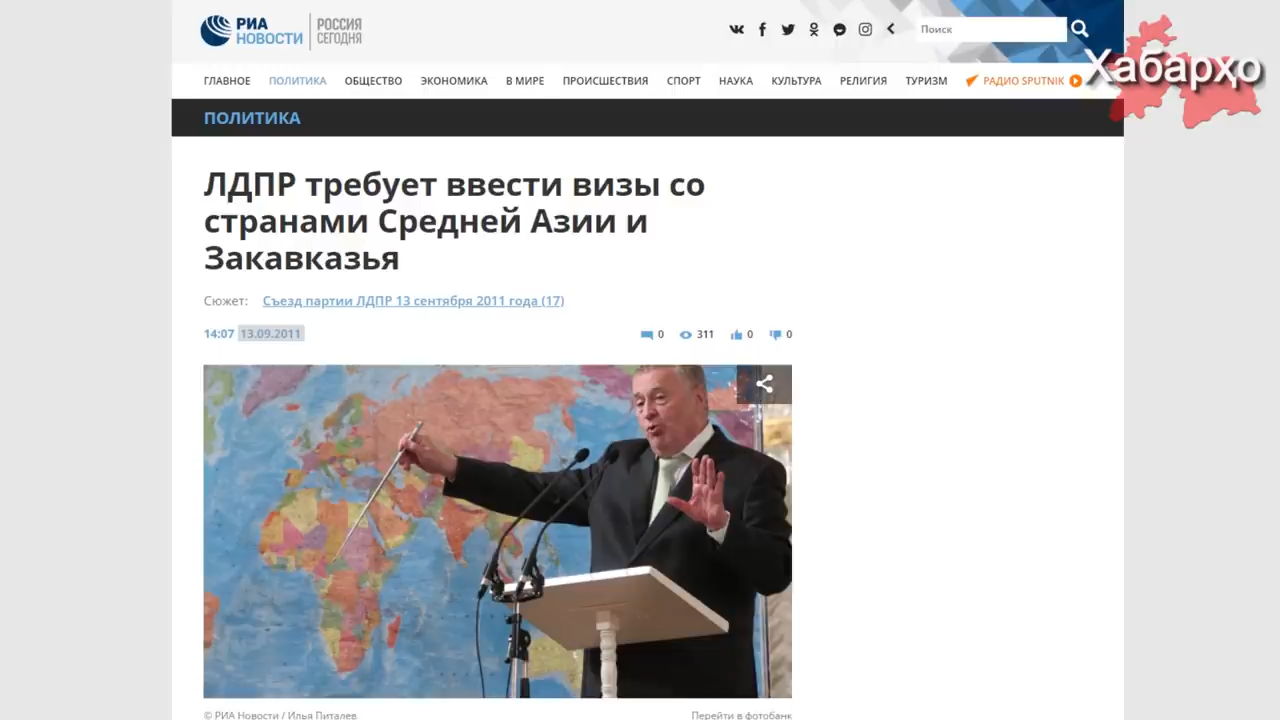 РИА
НОВОСТИ
РОССИЯ
СЕГОДНЯ
Поиск
Хабарҳо
ГЛАВНОЕ ПОЛИТИКА ОБЩЕСТВО ЭКОНОМИКА В МИРЕ ПРОИСШЕСТВИЯ СПОРТ НАУКА КУЛЬТУРА РЕЛИГИЯ ТУРИЗМ РАДИО SPUTNIK
ПОЛИТИКА
ЛДПР требует ввести визы со
странами Средней Азии и
Закавказья
Сюжет: Съезд партии ЛДПР 13 сентября 2011 года (17)
14:07 13.09.2011 0 311 0 0
© РИА Новости / Илья Питалев Перейти в фотобанк